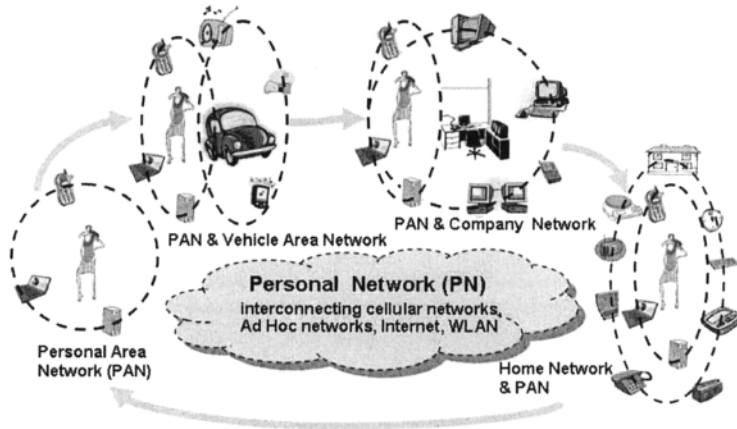 PAN & Vehicle Area Network
PAN & Company Network
Personal Network (PN)
interconnecting cellular networks,
Ad Hoc networks, Internet, WLAN
Personal Area
Network (PAN)
Home Network
& PAN